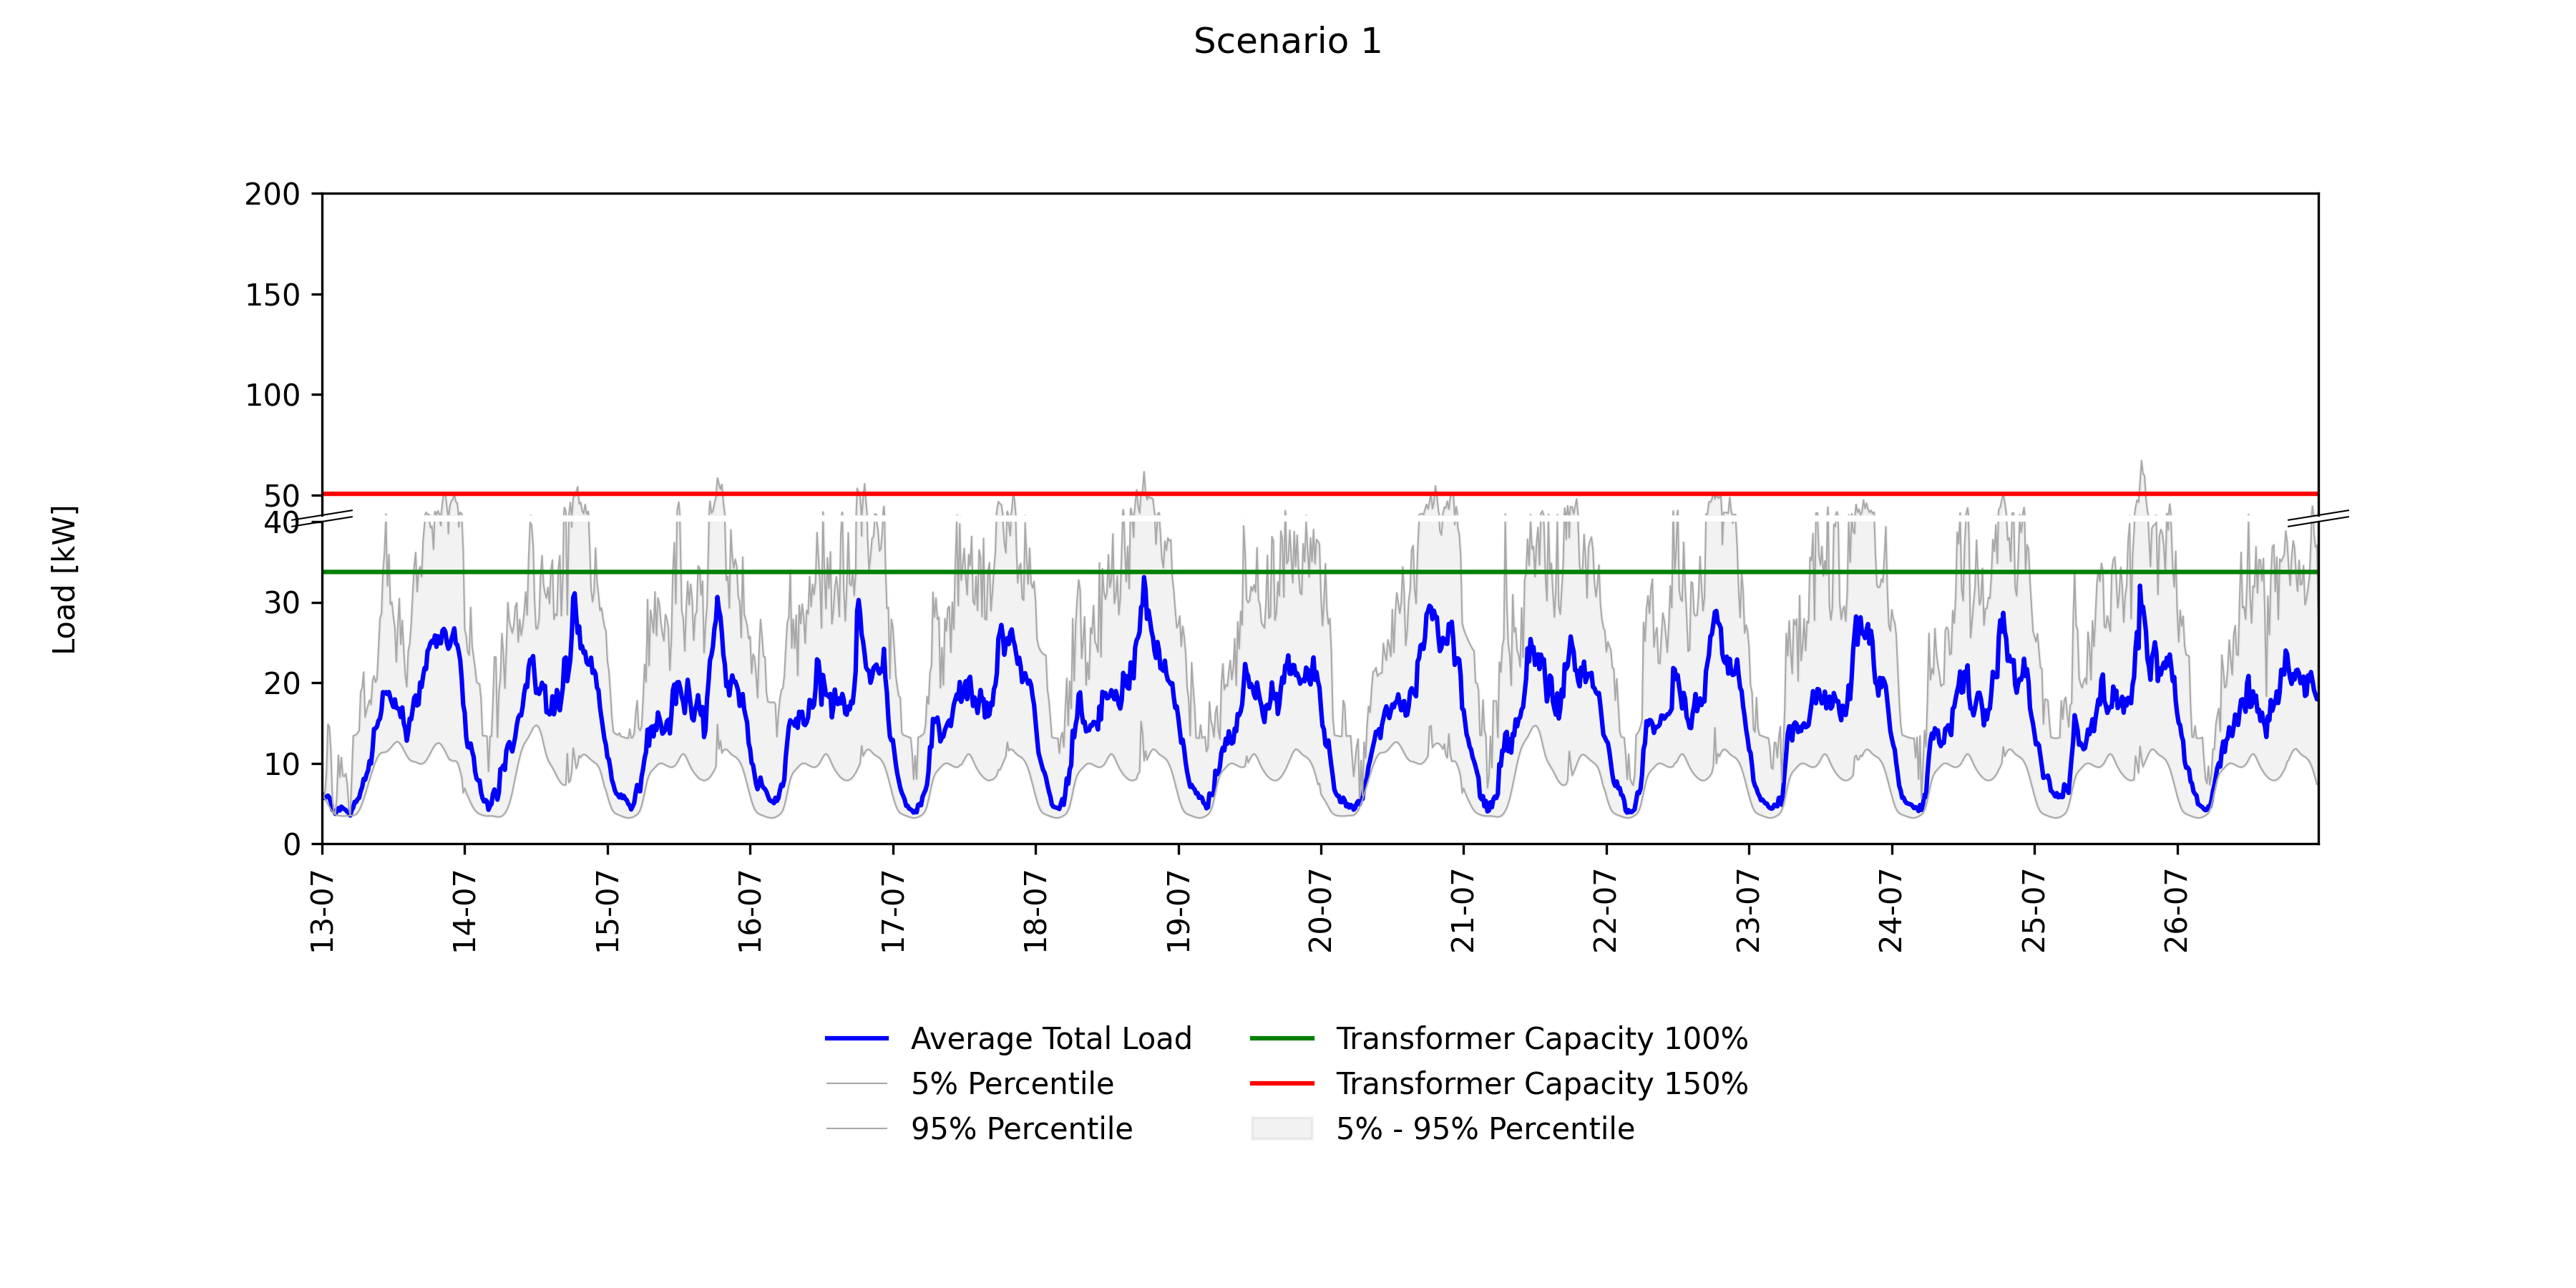 Scenario 1
200
150
100
50
40
30
20
10
0
Load [kW]
13-07
14-07
15-07
16-07
17-07
18-07
19-07
20-07
21-07
22-07
23-07
24-07
25-07
26-07
Average Total Load
5% Percentile
95% Percentile
Transformer Capacity 100%
Transformer Capacity 150%
5% - 95% Percentile